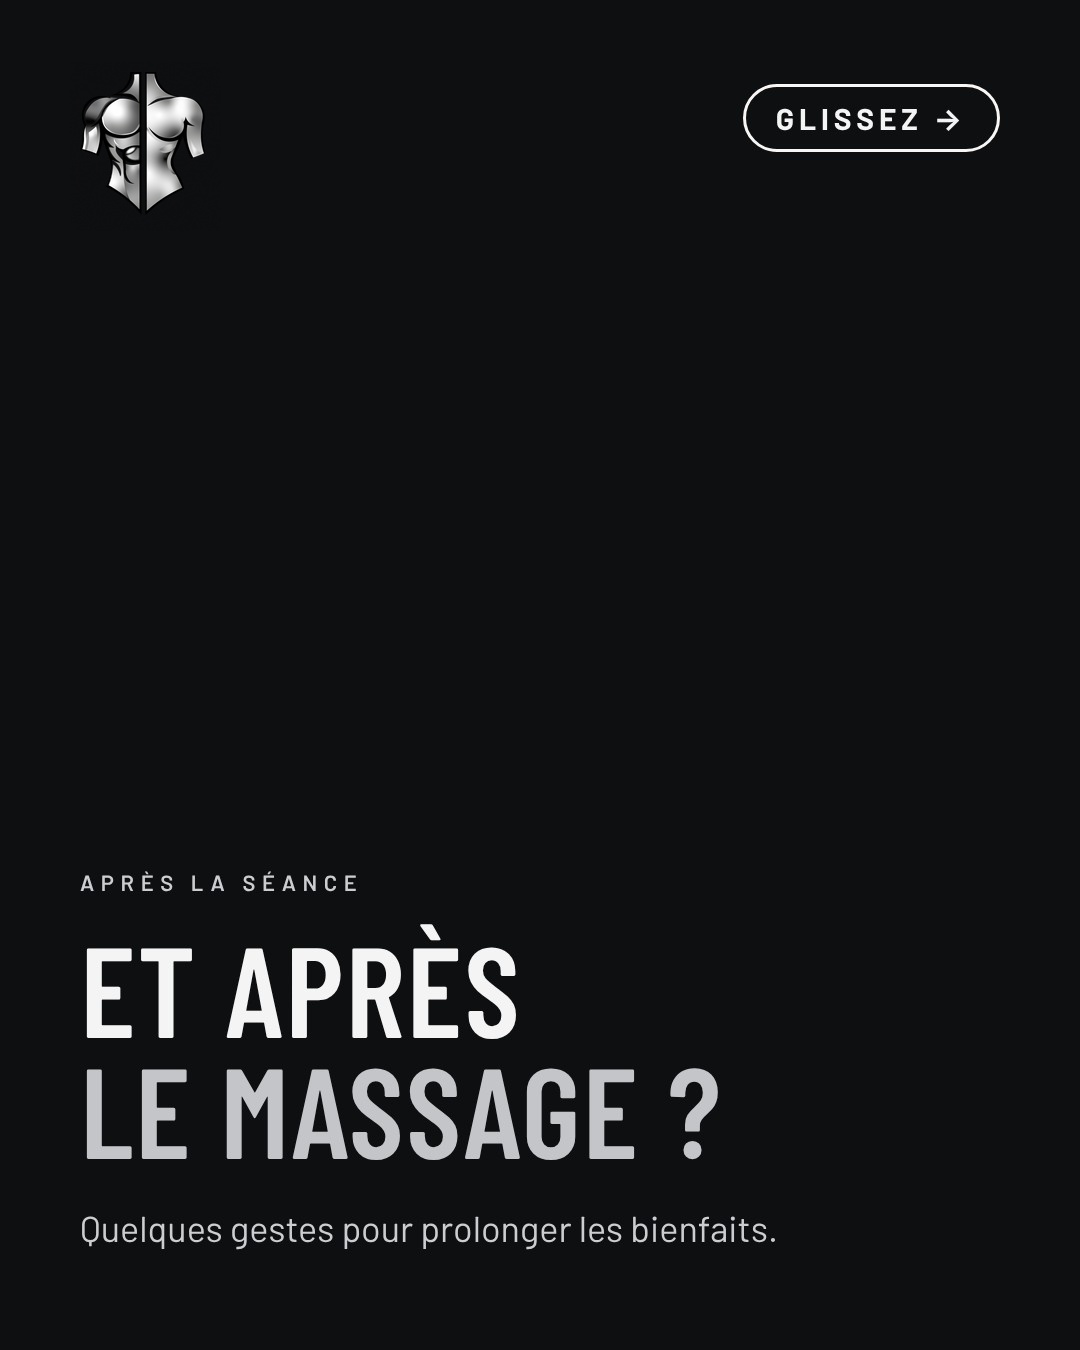 GLISSEZ →
APRÈS LA SÉANCE
ET APRÈS
LE MASSAGE ?
Quelques gestes pour prolonger les bienfaits.